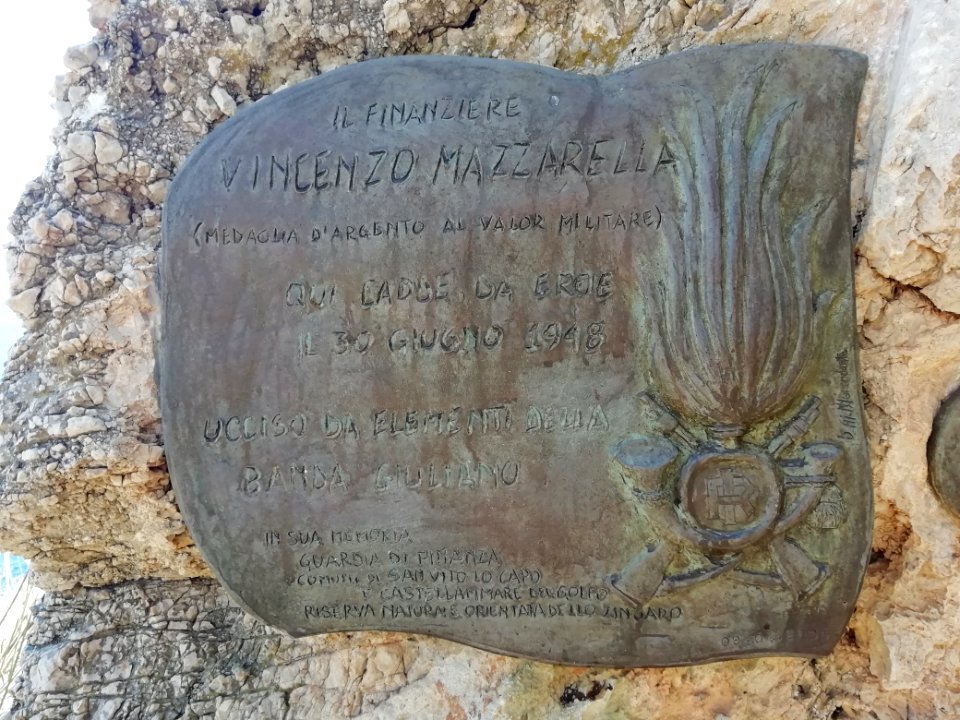 IL FINANZIERE
VINCENZO MAZZARELLA
(MEDAGLIA D'ARGENTO AL VALOR MILITARE)
QUI CADDE DA EROE
IL 30 GIUGNO 1948
UCCISO DA ELEMENTI DELLA
BANDA GIULIANO
IN SUA MEMORIA
GUARDIA DI FINANZA
COMUNI DI SAN VITO LO CAPO
E CASTELLAMMARE DEL GOLFO
RISERVA NATURALE ORIENTATA DELLO ZINGARO